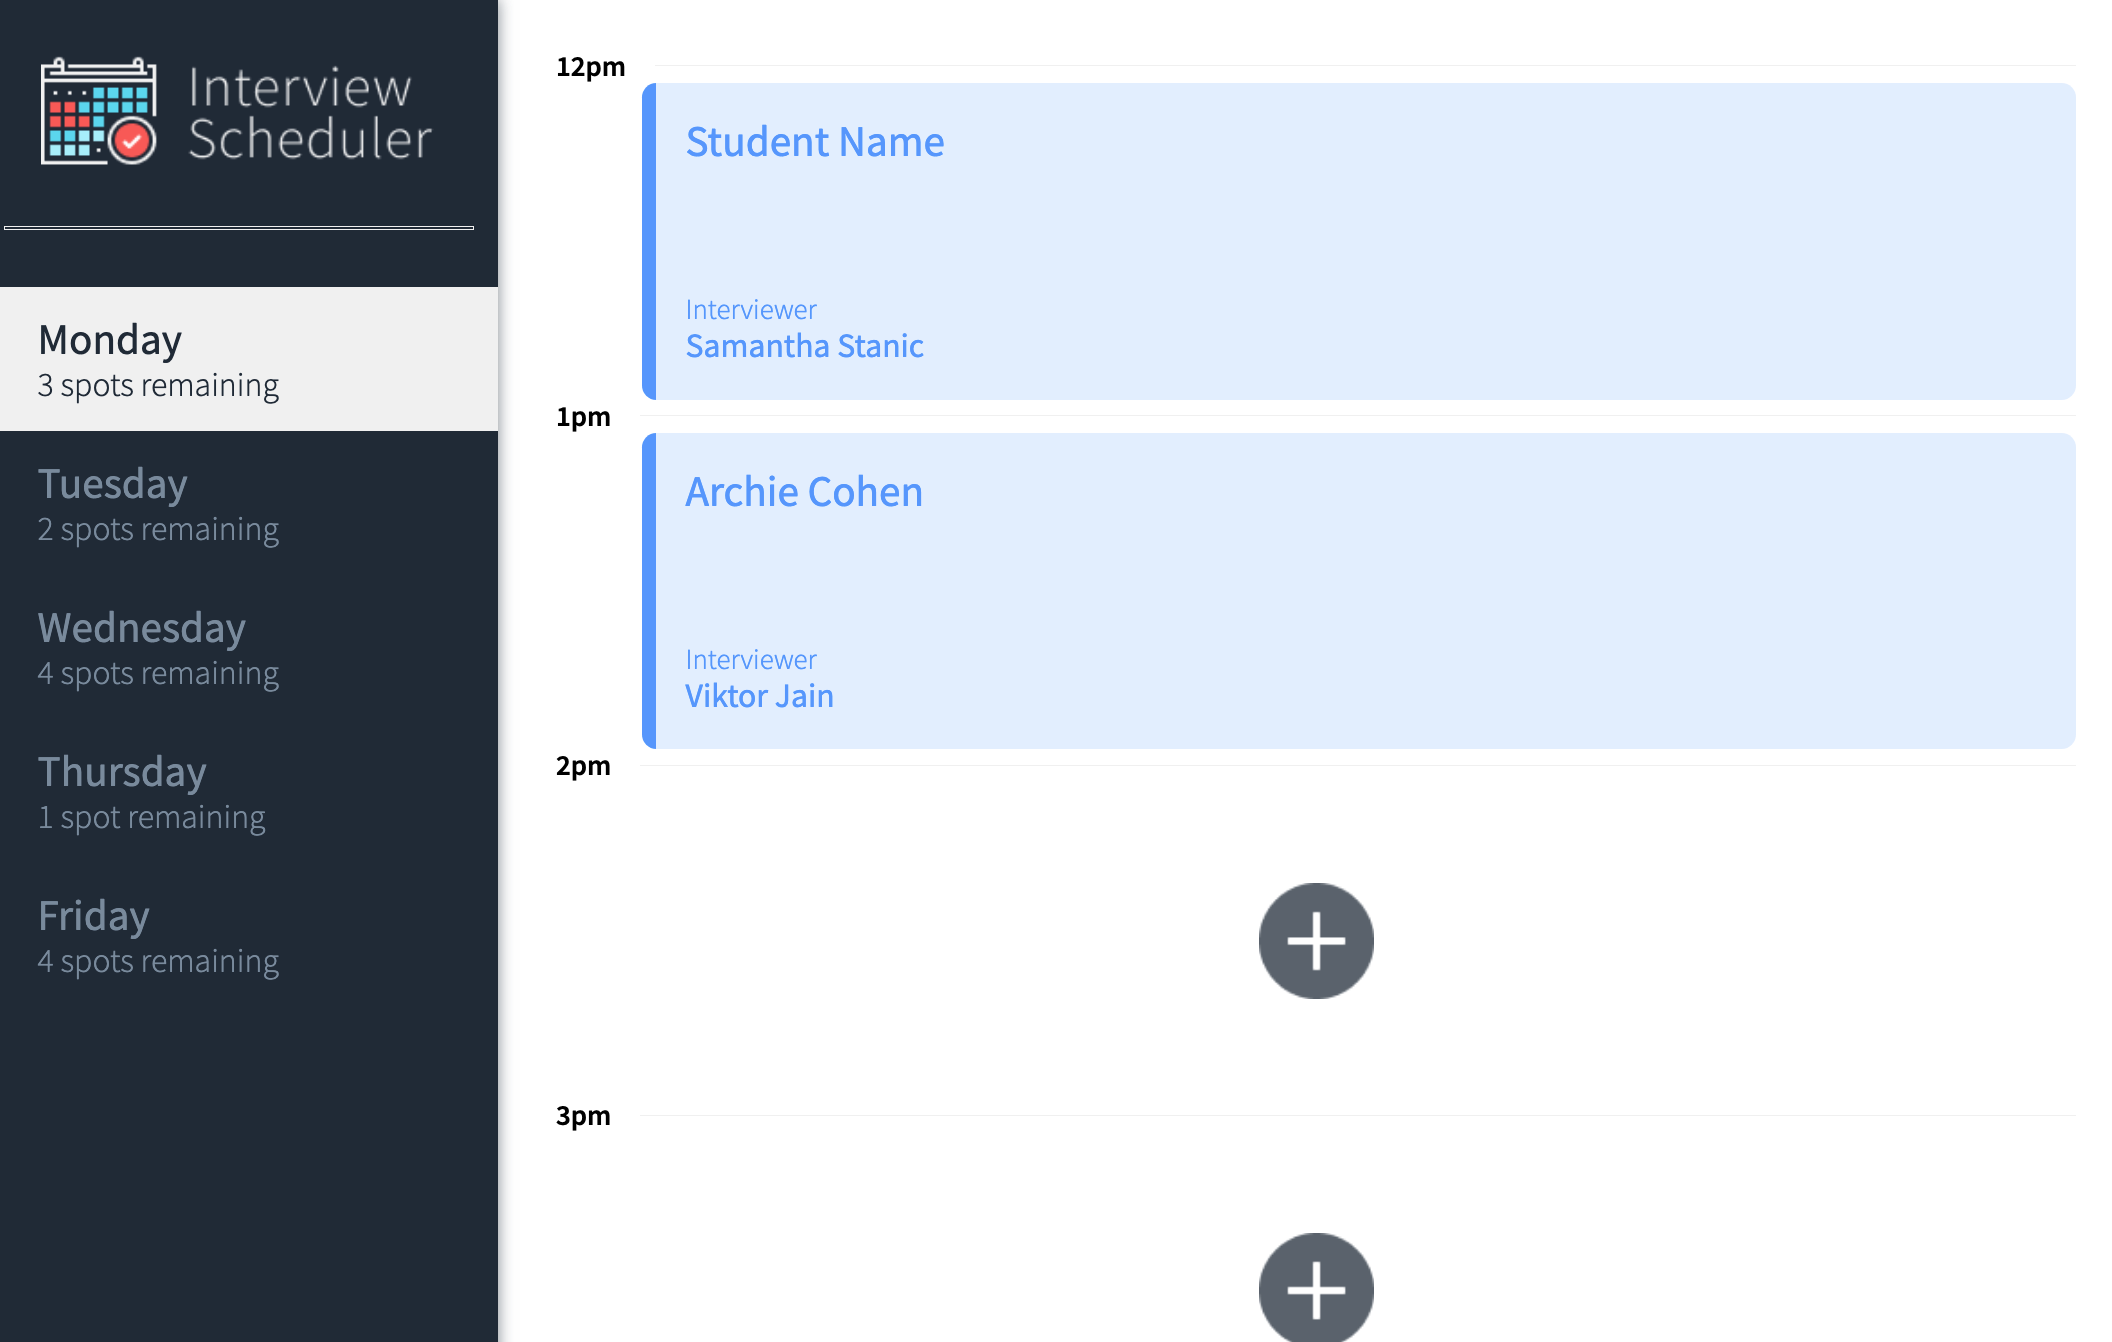 Interview
Scheduler
Monday
3 spots remaining
Tuesday
2 spots remaining
Wednesday
4 spots remaining
Thursday
1 spot remaining
Friday
4 spots remaining
12pm
Student Name
Interviewer
Samantha Stanic
1pm
Archie Cohen
Interviewer
Viktor Jain
2pm
3pm